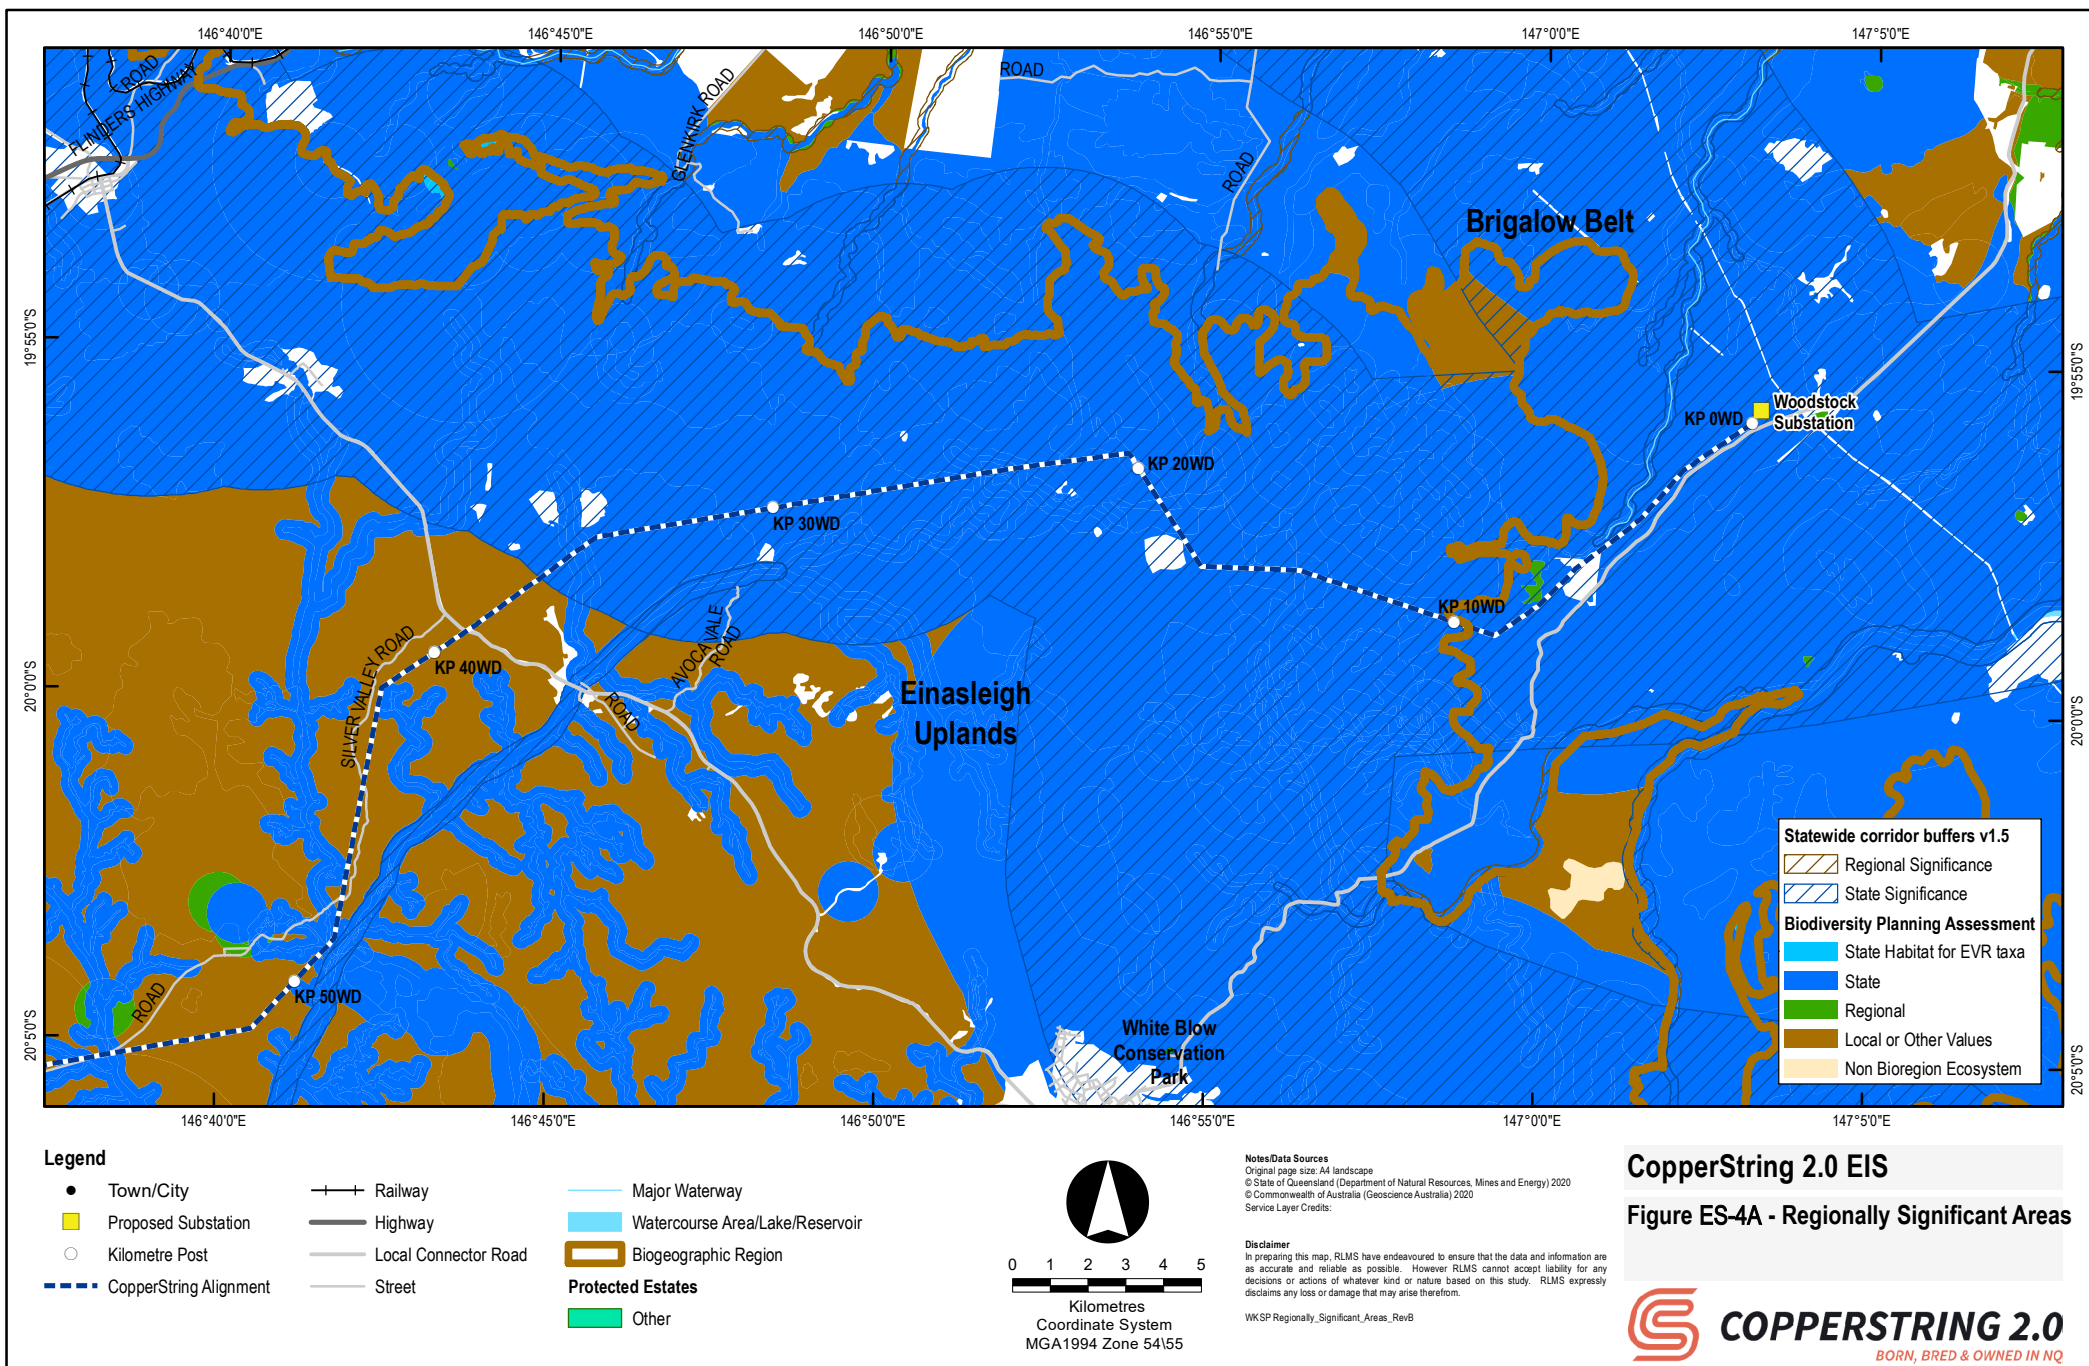 146°40'0"E
146°45'0"E
146°50'0"E
146°55'0"E
147°0'0"E
147°5'0"E
ROAD
FLINDERS HIGHWAY
GLENKIRK ROAD
ROAD
ROAD
Brigalow Belt
19°55'0"S
19°55'0"S
Woodstock
Substation
KP 0WD
KP 20WD
KP 30WD
KP 10WD
KP 40WD
SILVER VALLEY ROAD
AVOCA VALE
ROAD
ROAD
Einasleigh
Uplands
20°0'0"S
20°0'0"S
KP 50WD
ROAD
White Blow
Conservation
Park
20°5'0"S
20°5'0"S
Statewide corridor buffers v1.5
Regional Significance
State Significance
Biodiversity Planning Assessment
State Habitat for EVR taxa
State
Regional
Local or Other Values
Non Bioregion Ecosystem
146°40'0"E
146°45'0"E
146°50'0"E
146°55'0"E
147°0'0"E
147°5'0"E
Legend
Town/City
Proposed Substation
Kilometre Post
CopperString Alignment
Railway
Highway
Local Connector Road
Street
Major Waterway
Watercourse Area/Lake/Reservoir
Biogeographic Region
Protected Estates
Other
0 1 2 3 4 5
Kilometres
Coordinate System
MGA1994 Zone 54\55
Notes/Data Sources
Original page size: A4 landscape
© State of Queensland (Department of Natural Resources, Mines and Energy) 2020
© Commonwealth of Australia (Geoscience Australia) 2020
Service Layer Credits:
Disclaimer
In preparing this map, RLMS have endeavoured to ensure that the data and information are
as accurate and reliable as possible. However RLMS cannot accept liability for any
decisions or actions of whatever kind or nature based on this study. RLMS expressly
disclaims any loss or damage that may arise therefrom.
WKSP Regionally_Significant_Areas_RevB
CopperString 2.0 EIS
Figure ES-4A - Regionally Significant Areas
COPPERSTRING 2.0
BORN, BRED & OWNED IN NQ